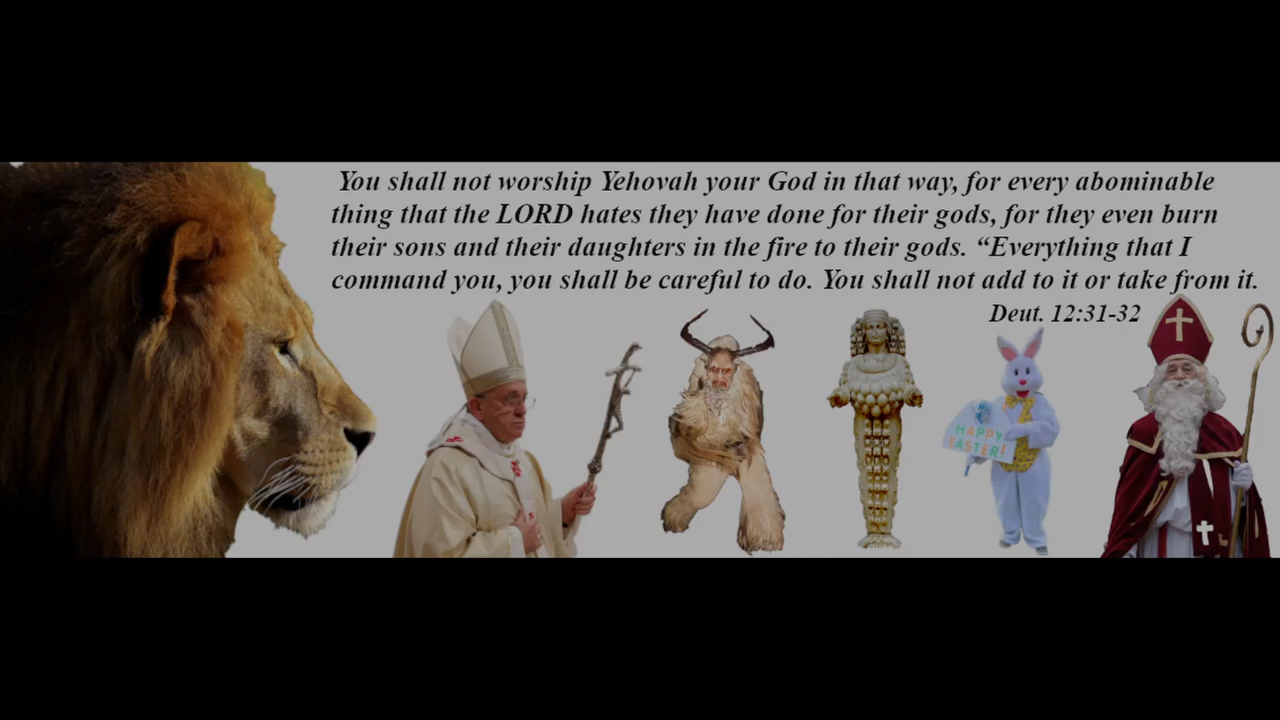 You shall not worship Yehovah your God in that way, for every abominable
thing that the LORD hates they have done for their gods, for they even burn
their sons and their daughters in the fire to their gods. “Everything that I
command you, you shall be careful to do. You shall not add to it or take from it.
Deut. 12:31-32
HAPPY
EASTER!